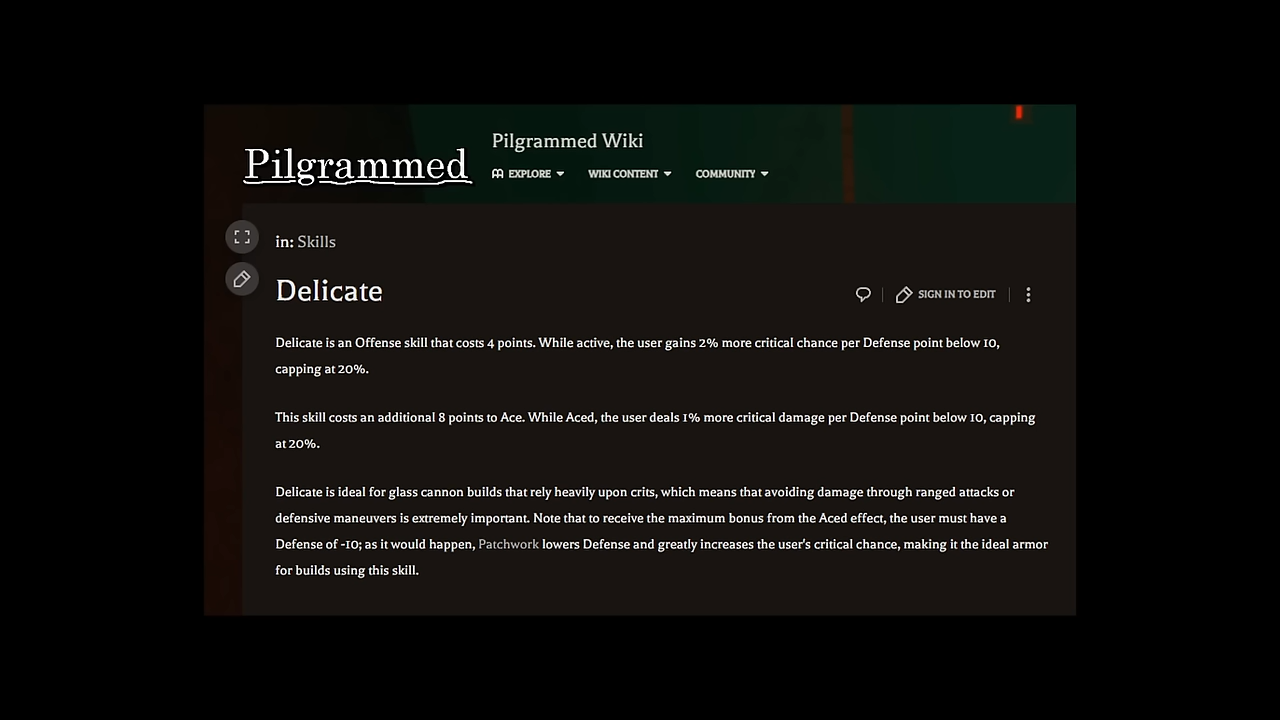 Pilgrammed
Pilgrammed Wiki
EXPLORE WIKI CONTENT COMMUNITY
in: Skills
Delicate
SIGN IN TO EDIT
Delicate is an Offense skill that costs 4 points. While active, the user gains 2% more critical chance per Defense point below 10,
capping at 20%.
This skill costs an additional 8 points to Ace. While Aced, the user deals 1% more critical damage per Defense point below 10, capping
at 20%.
Delicate is ideal for glass cannon builds that rely heavily upon crits, which means that avoiding damage through ranged attacks or
defensive maneuvers is extremely important. Note that to receive the maximum bonus from the Aced effect, the user must have a
Defense of -10; as it would happen, Patchwork lowers Defense and greatly increases the user's critical chance, making it the ideal armor
for builds using this skill.